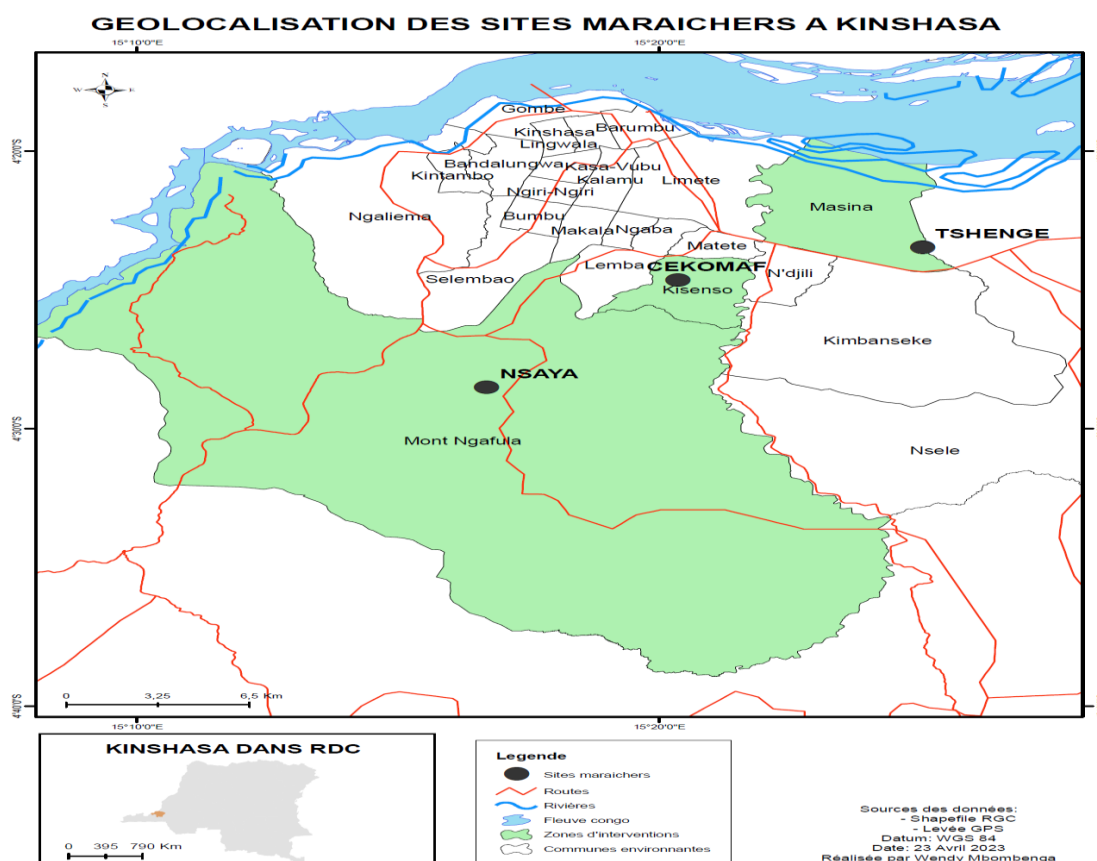 GEOLOCALISATION DES SITES MARAICHERS A KINSHASA
15°10'0"E
15°20'0"E
W N E
S
Gombe
Kinshasa
Barumbu
Lingwala
4°20'0"S
Bandalungwa
Kasa-Vubu
Kintambo
Kalamu
Limete
Ngiri-Ngiri
Masina
Ngaliema
Bumbu
Makala
Ngaba
TSHENGE
Matete
Lemba
CEKOMAF
N'djili
Selembao
Kisenso
Kimbanseke
NSAYA
4°30'0"S
Mont Ngafula
Nsele
0 3,25 6,5 Km
4°40'0"S
15°10'0"E
15°20'0"E
KINSHASA DANS RDC
0 395 790 Km
Legende
Sites maraichers
Routes
Rivières
Fleuve congo
Zones d'interventions
Communes environnantes
Sources des données:
- Shapefile RGC
- Levée GPS
Datum: WGS 84
Date: 23 Avril 2023
Réalisée par Wendy Mbombenga